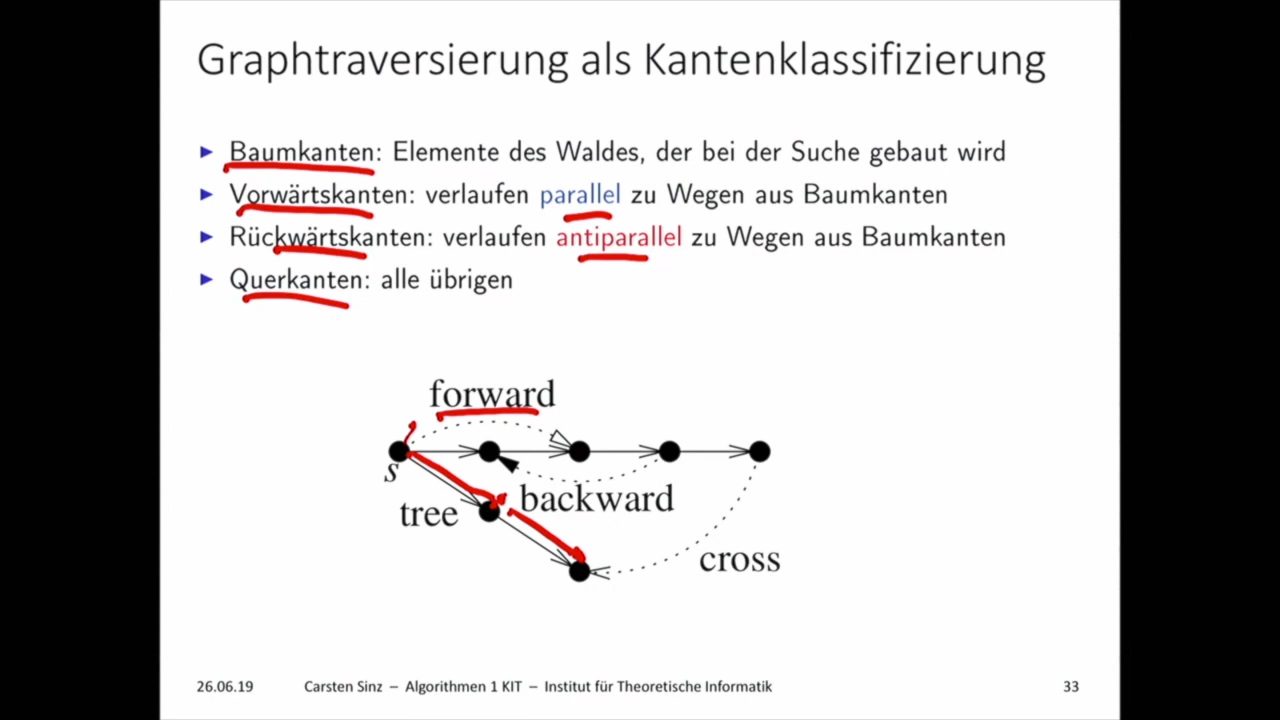 Graphtraversierung als Kantenklassifizierung
▶ Baumkanten: Elemente des Waldes, der bei der Suche gebaut wird
▶ Vorwärtskanten: verlaufen parallel zu Wegen aus Baumkanten
▶ Rückwärtskanten: verlaufen antiparallel zu Wegen aus Baumkanten
▶ Querkanten: alle übrigen
forward
s
backward
tree
cross
26.06.19 Carsten Sinz – Algorithmen 1 KIT – Institut für Theoretische Informatik 33